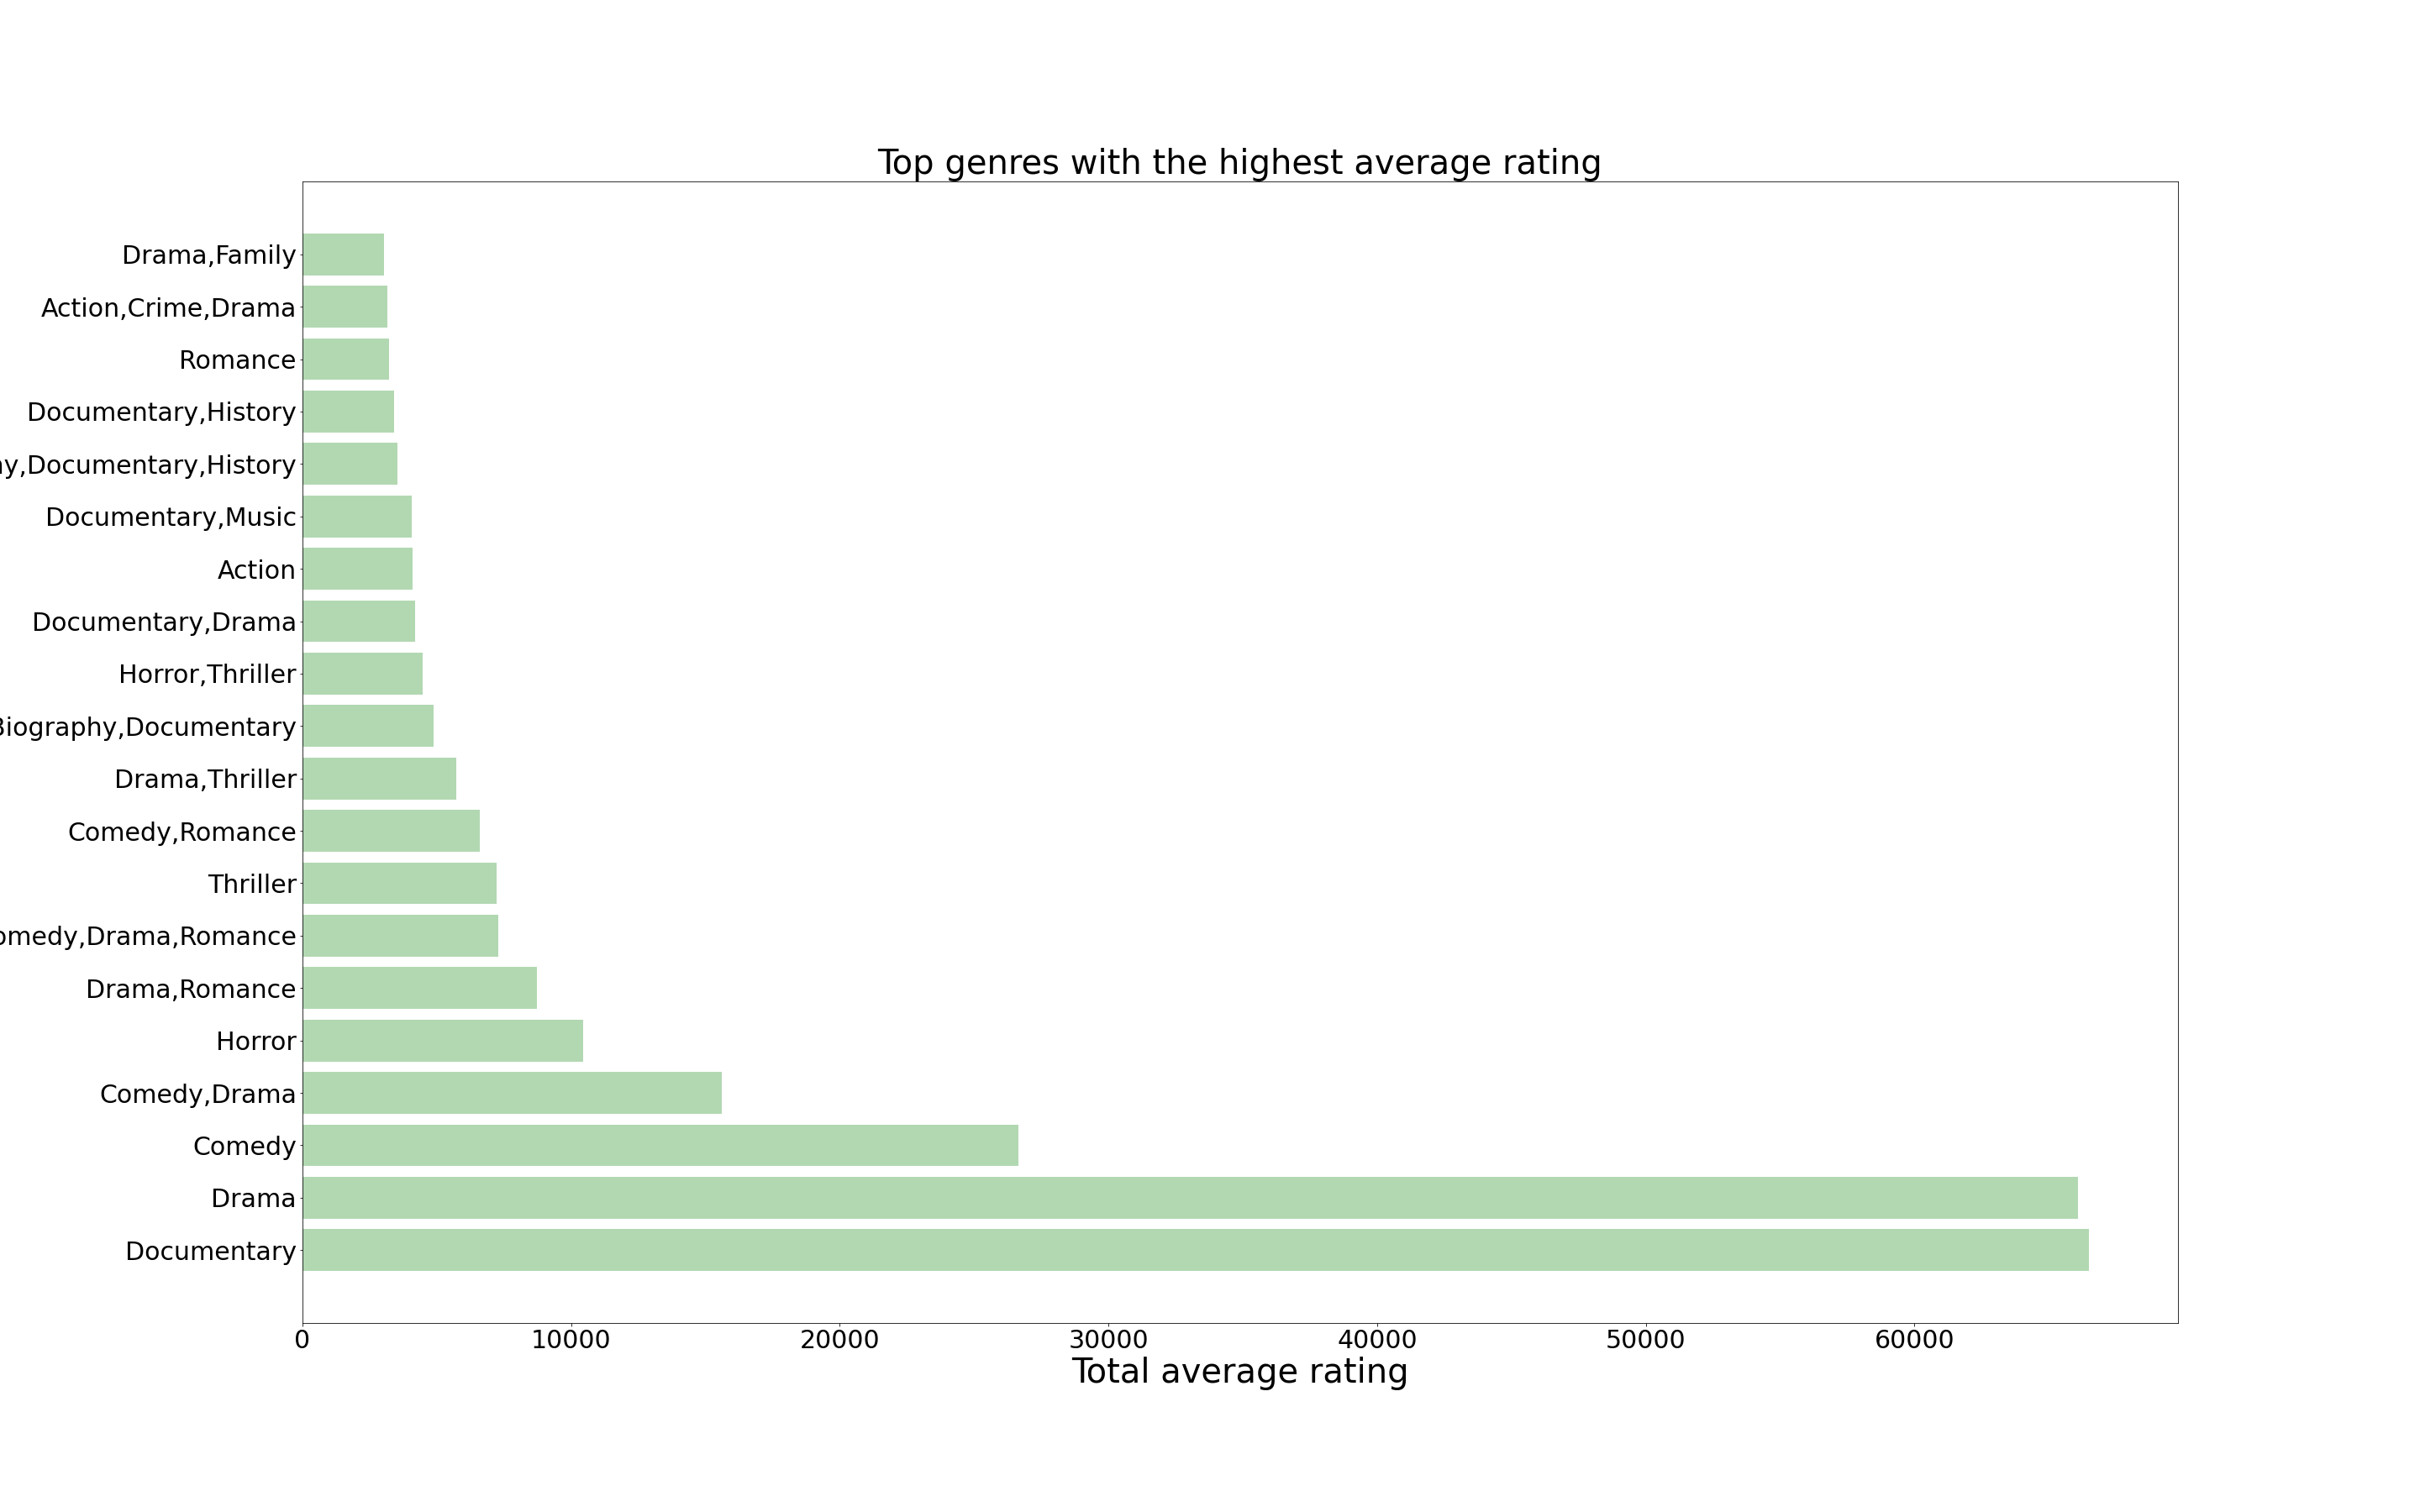 Top genres with the highest average rating
Drama,Family
Action,Crime,Drama
Romance
Documentary,History
y,Documentary,History
Documentary,Music
Action
Documentary,Drama
Horror,Thriller
Biography,Documentary
Drama,Thriller
Comedy,Romance
Thriller
omedy,Drama,Romance
Drama,Romance
Horror
Comedy,Drama
Comedy
Drama
Documentary
0 10000 20000 30000 40000 50000 60000
Total average rating